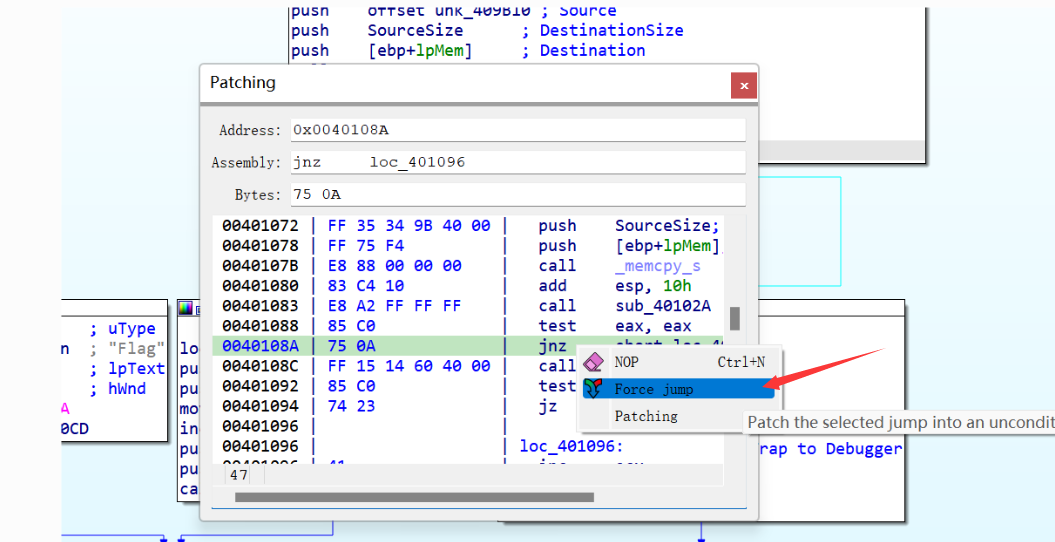 push offset unk_409B10 ; Source
push SourceSize ; DestinationSize
push [ebp+lpMem] ; Destination
Patching
x
Address: 0x0040108A
Assembly: jnz loc_401096
Bytes: 75 0A
00401072 | FF 35 34 9B 40 00 | push SourceSize;
00401078 | FF 75 F4 | push [ebp+lpMem]
0040107B | E8 88 00 00 00 | call _memcpy_s
00401080 | 83 C4 10 | add esp, 10h
00401083 | E8 A2 FF FF FF | call sub_40102A
00401088 | 85 C0 | test eax, eax
0040108A | 75 0A | jnz
0040108C | FF 15 14 60 40 00 | call
00401092 | 85 C0 | test
00401094 | 74 23 | jz
00401096 | |
00401096 | | loc_401096:
47
NOP Ctrl+N
Force jump
Patching
Patch the selected jump into an uncondit
; uType
n ; "Flag"
; lpText
; hWnd
A
0CD
lo
pu
pu
mo
in
pu
pu
ca
rap to Debugger